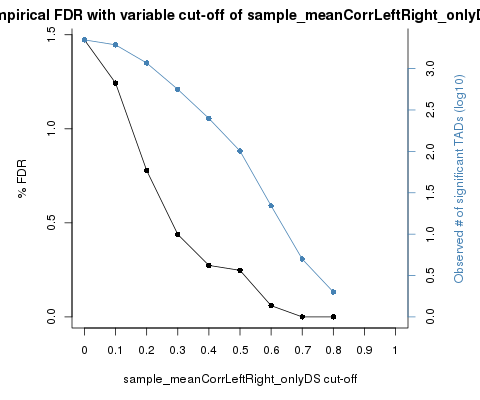 mpirical FDR with variable cut-off of sample_meanCorrLeftRight_onlyD
% FDR
1.5
1.0
0.5
0.0
3.0
2.5
2.0
1.5
1.0
0.5
0.0
Observed # of significant TADs (log10)
0 0.1 0.2 0.3 0.4 0.5 0.6 0.7 0.8 0.9 1
sample_meanCorrLeftRight_onlyDS cut-off